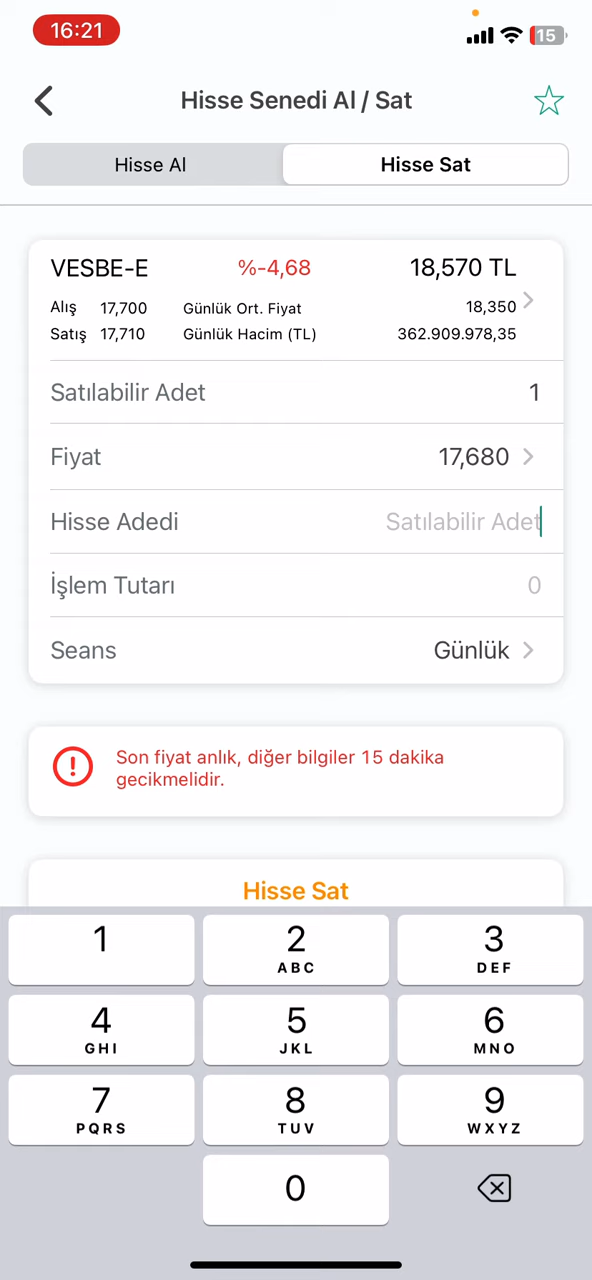 16:21
15
Hisse Senedi Al / Sat
Hisse Al
Hisse Sat
VESBE-E %-4,68 18,570 TL
Alış 17,700 Günlük Ort. Fiyat 18,350
Satış 17,710 Günlük Hacim (TL) 362.909.978,35
Satılabilir Adet 1
Fiyat 17,680
Hisse Adedi Satılabilir Adet
İşlem Tutarı 0
Seans Günlük
Son fiyat anlık, diğer bilgiler 15 dakika
gecikmelidir.
Hisse Sat
1 2 3
ABC DEF
4 5 6
GHI JKL MNO
7 8 9
PQRS TUV WXYZ
0